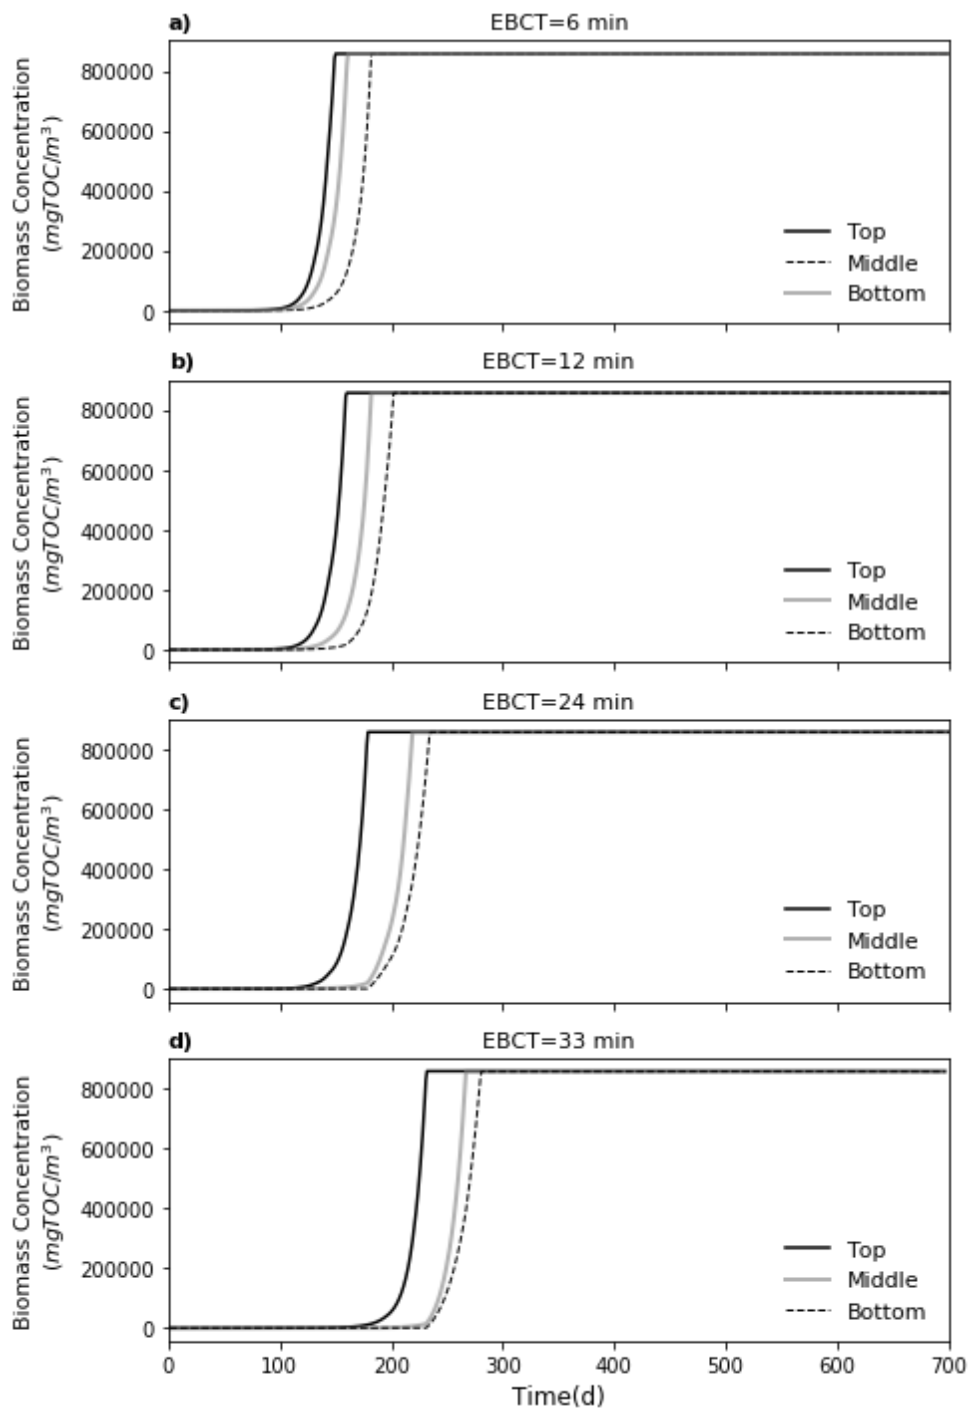 a) EBCT=6 min
Biomass Concentration
(mgTOC/m³)
800000
600000
400000
200000
0
Top
Middle
Bottom
b) EBCT=12 min
Biomass Concentration
(mgTOC/m³)
800000
600000
400000
200000
0
Top
Middle
Bottom
c) EBCT=24 min
Biomass Concentration
(mgTOC/m³)
800000
600000
400000
200000
0
Top
Middle
Bottom
d) EBCT=33 min
Biomass Concentration
(mgTOC/m³)
800000
600000
400000
200000
0
Top
Middle
Bottom
0 100 200 300 400 500 600 700
Time(d)